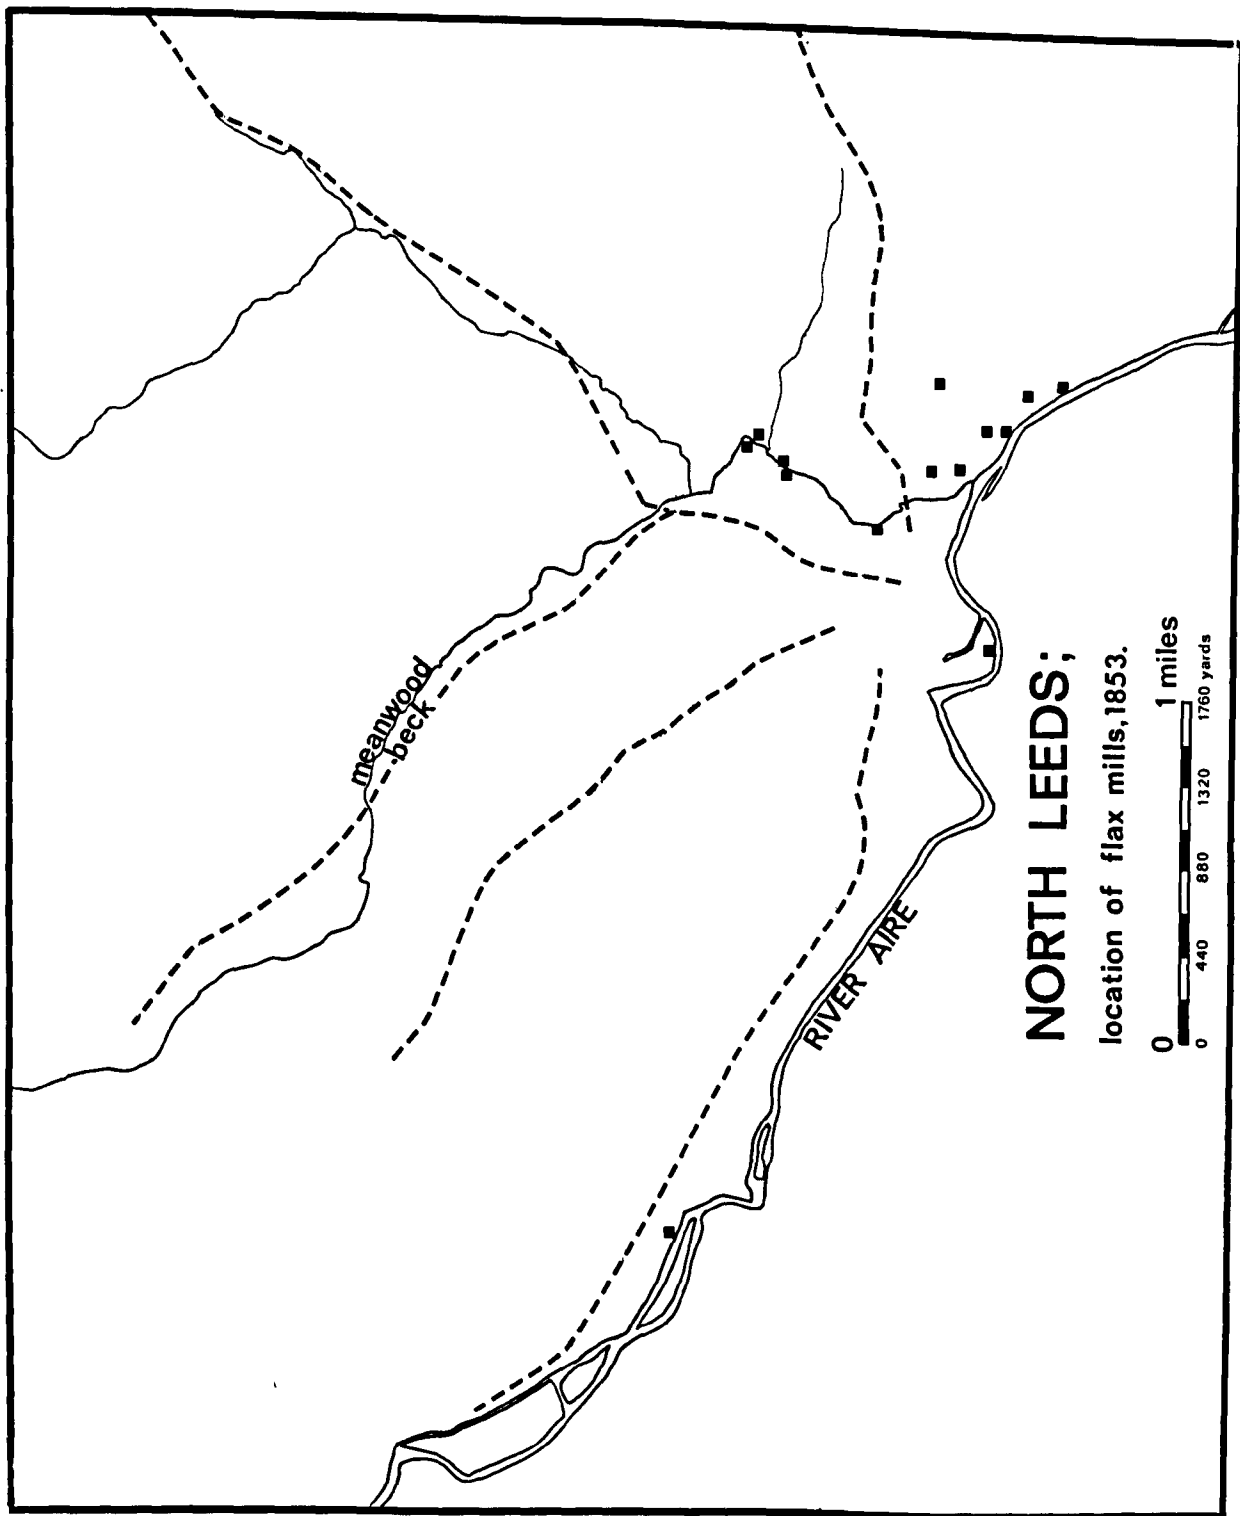 meanwood
beck
RIVER AIRE
NORTH LEEDS;
location of flax mills,1853.
0 1 miles
0 440 880 1320 1760 yards